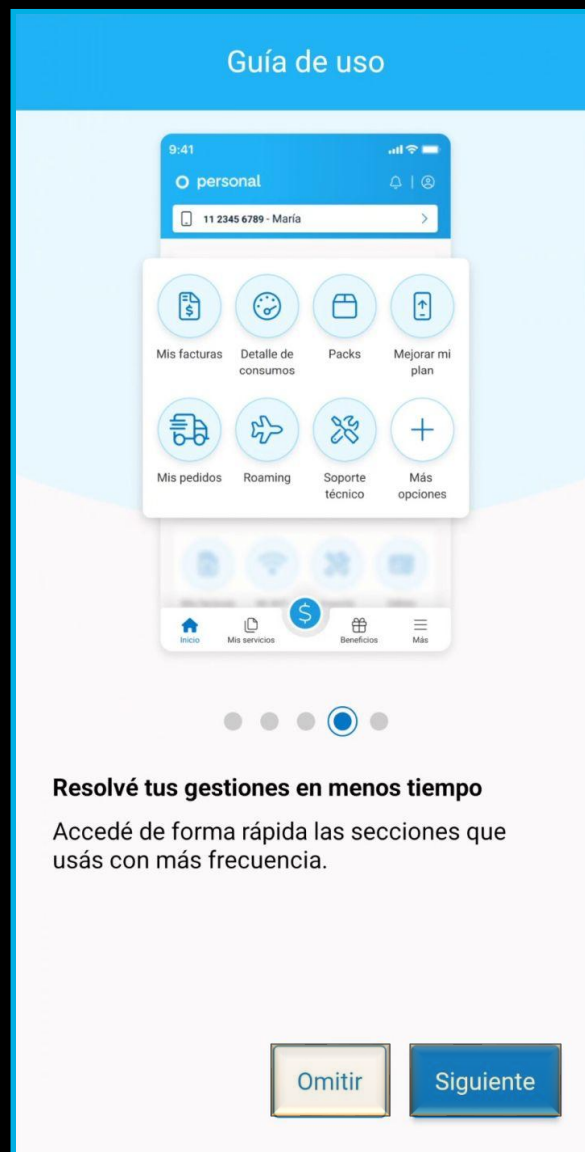 Guía de uso
9:41
personal
11 2345 6789 - María
Mis facturas
Detalle de
consumos
Packs
Mejorar mi
plan
Mis pedidos
Roaming
Soporte
técnico
Más
opciones
Inicio
Mis servicios
Beneficios
Más
Resolvé tus gestiones en menos tiempo
Accedé de forma rápida las secciones que
usás con más frecuencia.
Omitir
Siguiente